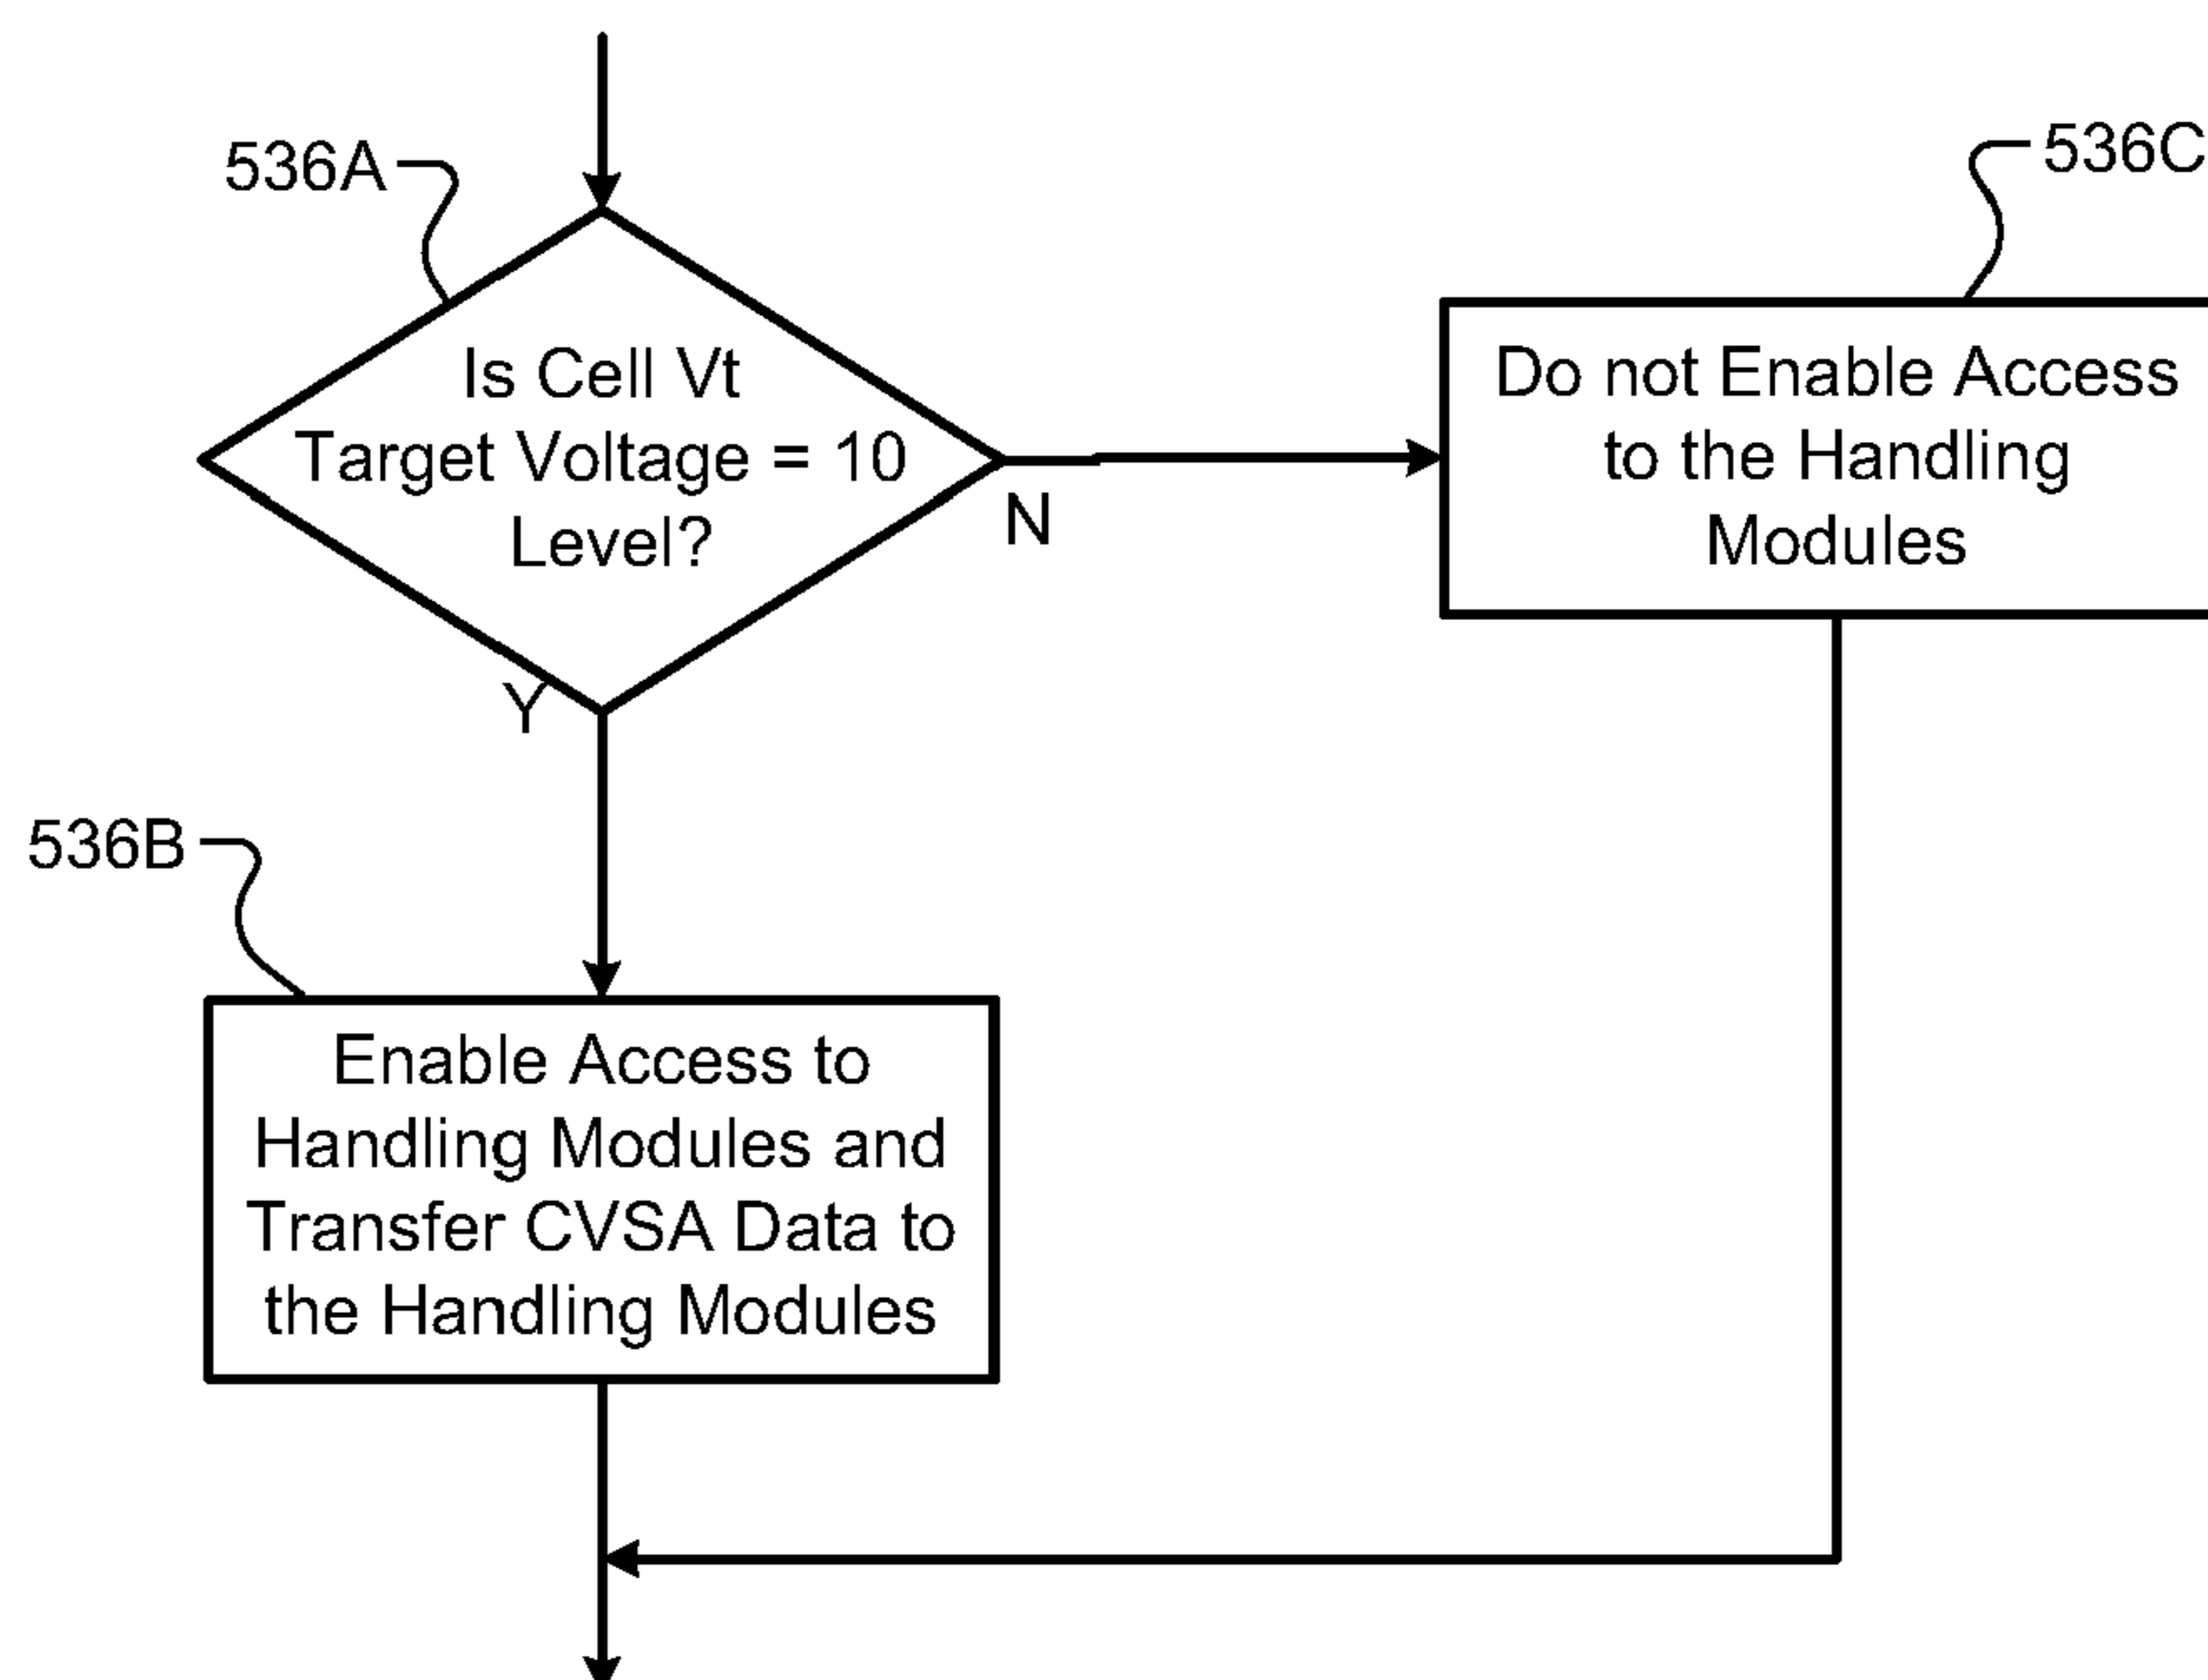 536A
536C
Is Cell Vt
Target Voltage = 10
Level?
N
Y
Do not Enable Access
to the Handling
Modules
536B
Enable Access to
Handling Modules and
Transfer CVSA Data to
the Handling Modules